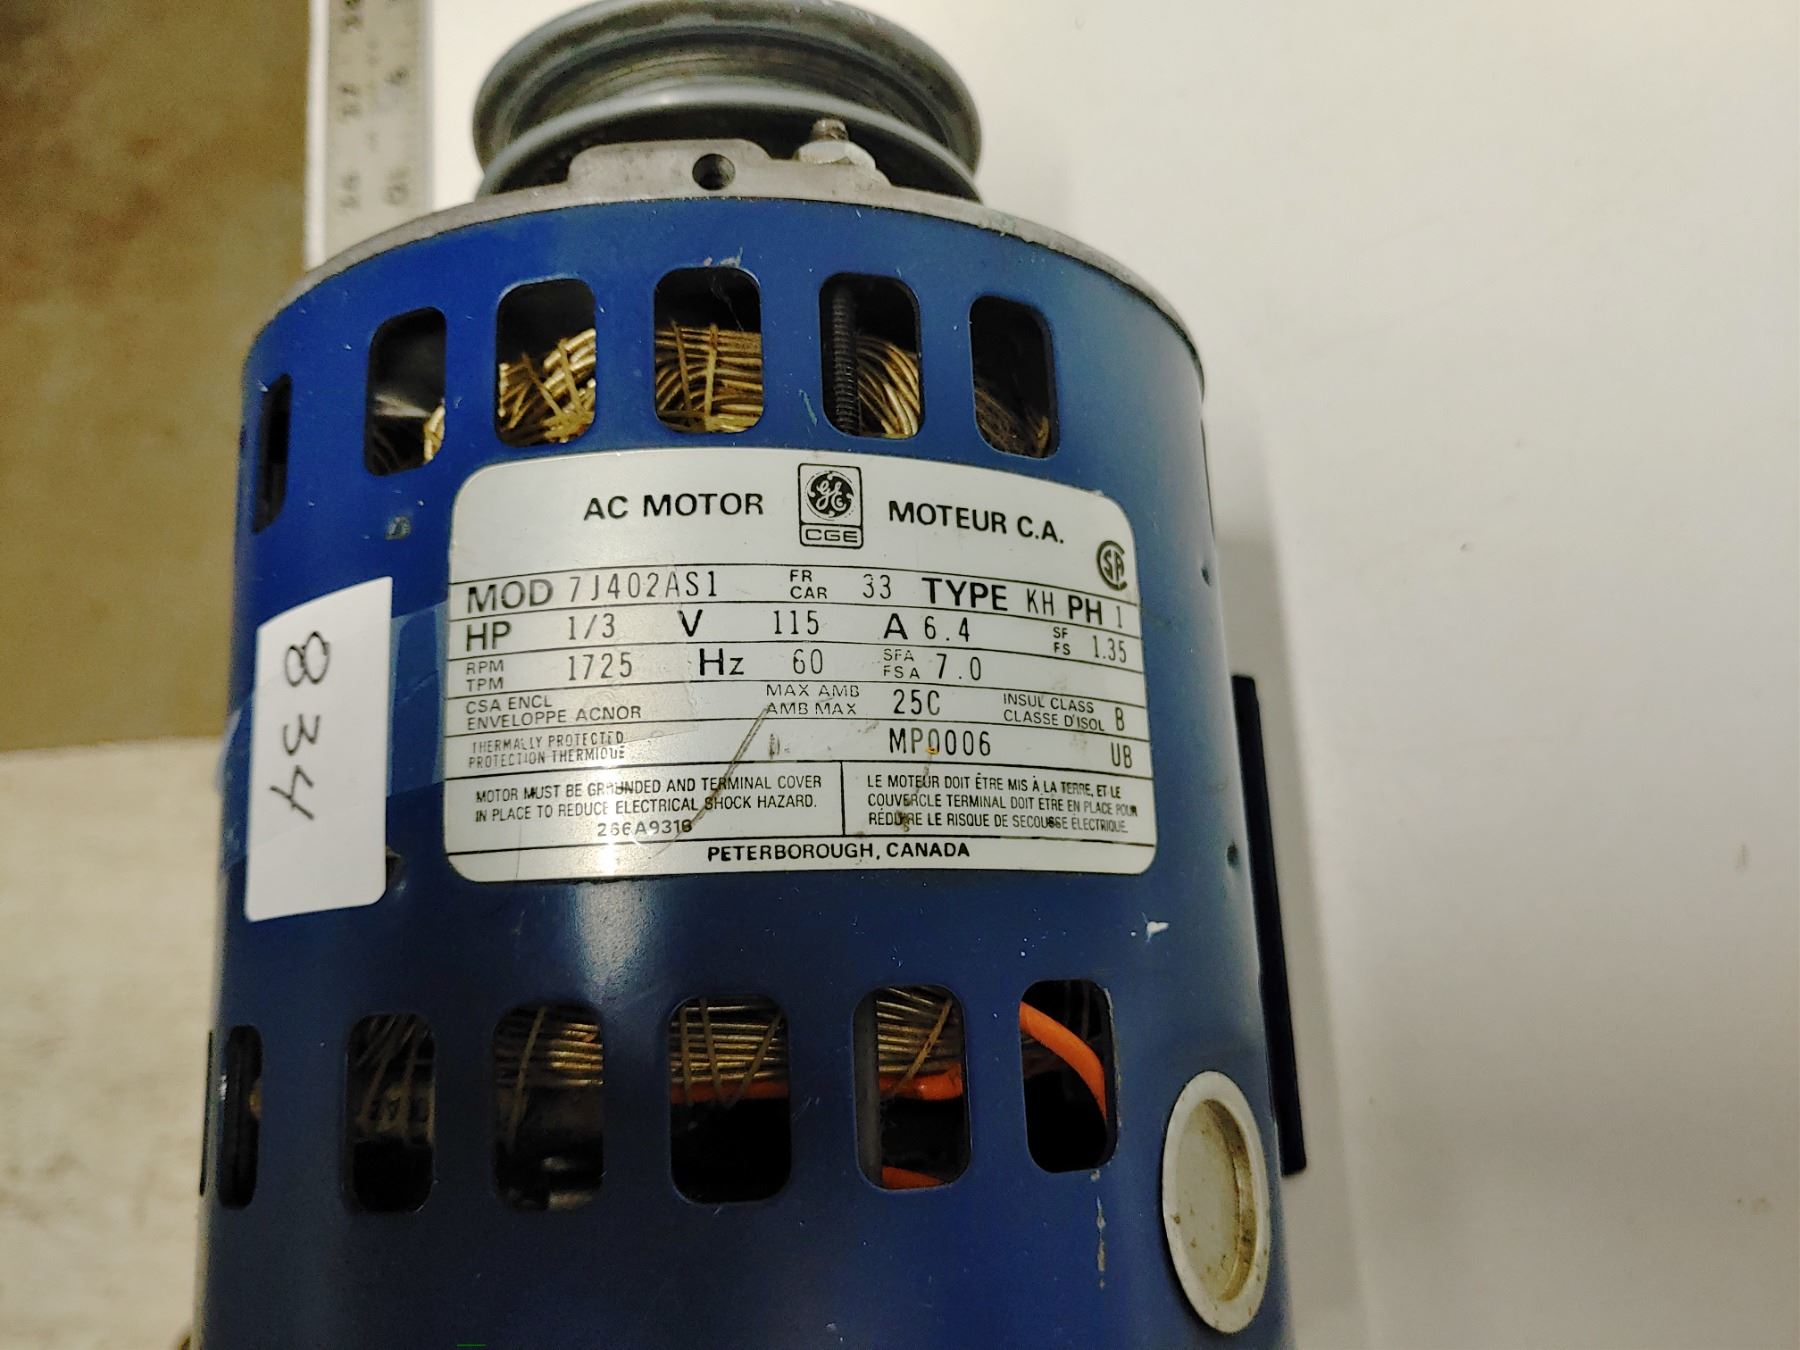 AC MOTOR GE CGE MOTEUR C.A.
SA
MOD 7J402AS1 FR CAR 33 TYPE KH PH 1
HP 1/3 V 115 A 6.4 SF FS 1.35
RPM TPM 1725 Hz 60 SFA FSA 7.0
CSA ENCL ENVELOPPE ACNOR MAX AMB AMB MAX 25C INSUL CLASS CLASSE D'ISOL B
THERMALLY PROTECTED PROTECTION THERMIQUE MP0006 UB
MOTOR MUST BE GROUNDED AND TERMINAL COVER
IN PLACE TO REDUCE ELECTRICAL SHOCK HAZARD.
266A9316
LE MOTEUR DOIT ÊTRE MIS À LA TERRE, ET LE
COUVERCLE TERMINAL DOIT ETRE EN PLACE POUR
RÉDUIRE LE RISQUE DE SECOUSSE ÉLECTRIQUE.
PETERBOROUGH, CANADA
834